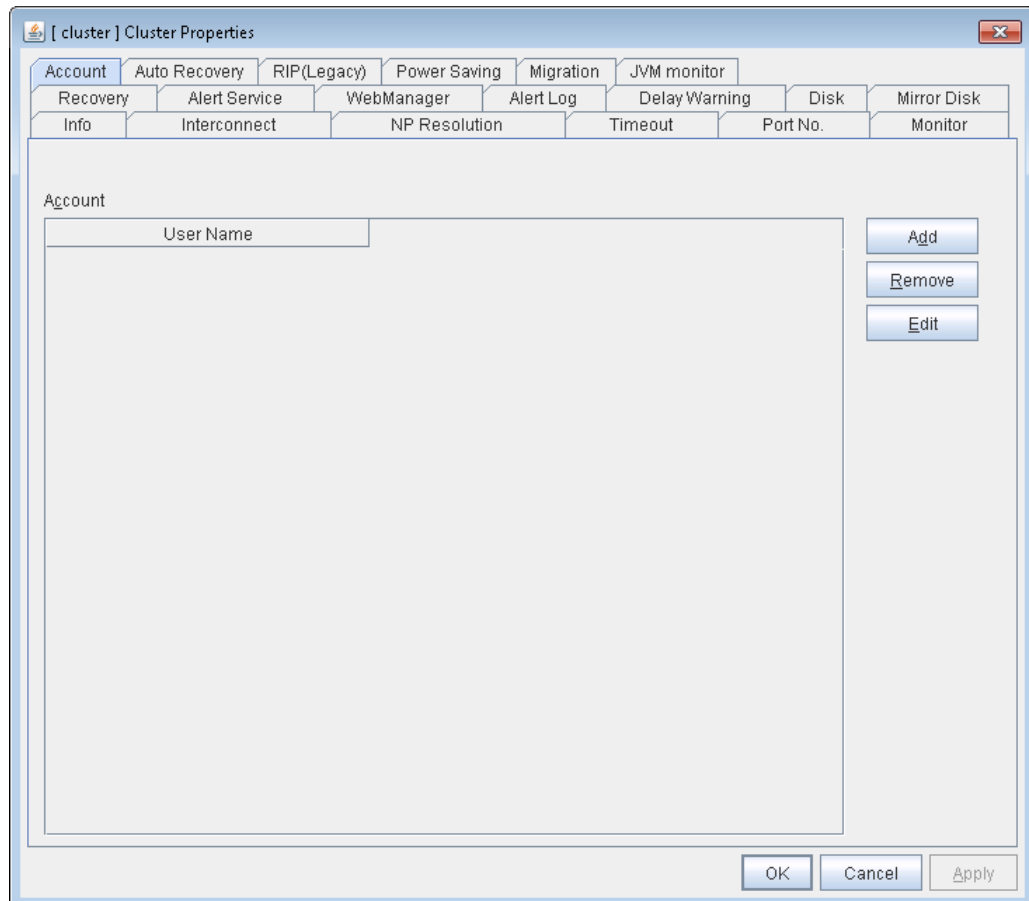 [ cluster ] Cluster Properties
Account Auto Recovery RIP(Legacy) Power Saving Migration JVM monitor
Recovery Alert Service WebManager Alert Log Delay Warning Disk Mirror Disk
Info Interconnect NP Resolution Timeout Port No. Monitor
Account
User Name
Add
Remove
Edit
OK Cancel Apply